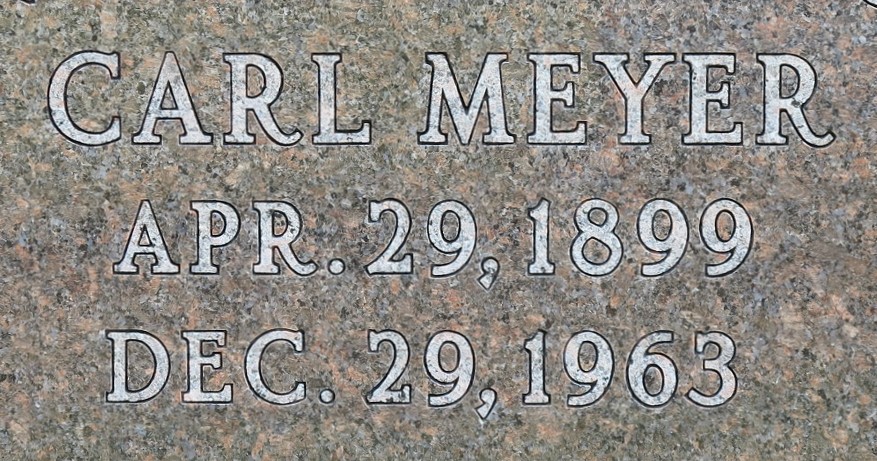 CARL MEYER
APR. 29, 1899
DEC. 29, 1963